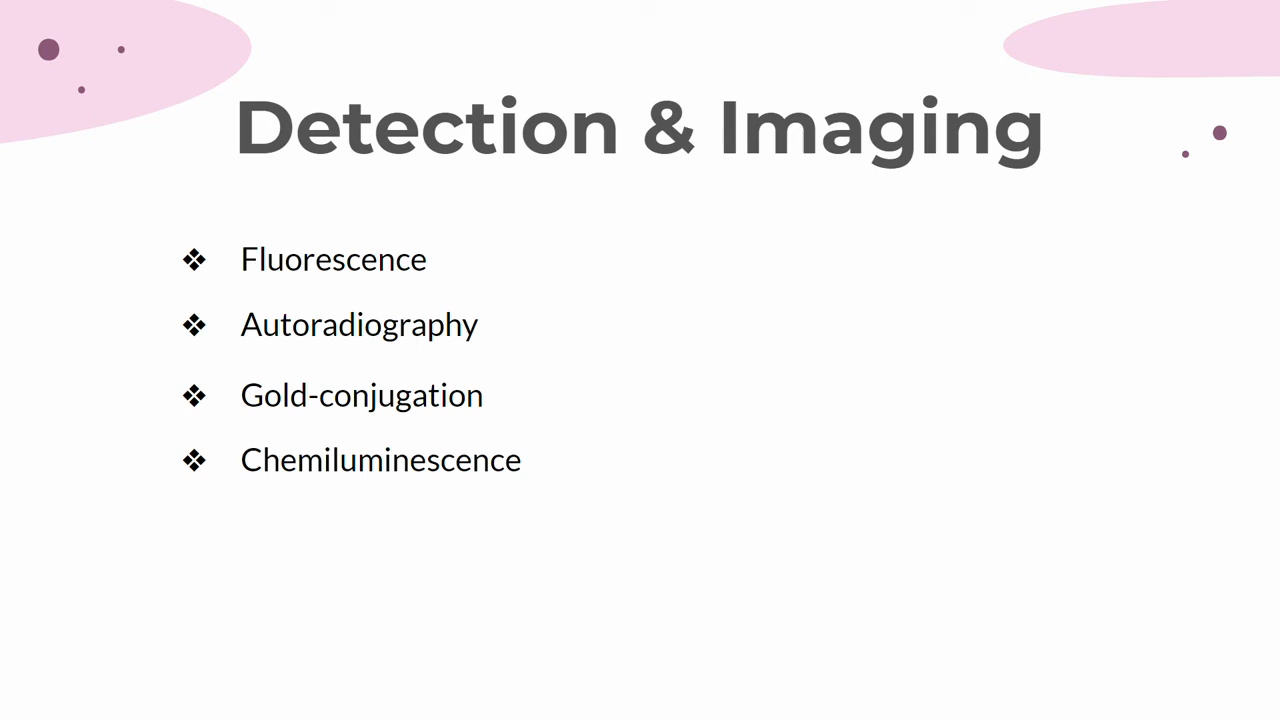 Detection & Imaging
❖ Fluorescence
❖ Autoradiography
❖ Gold-conjugation
❖ Chemiluminescence